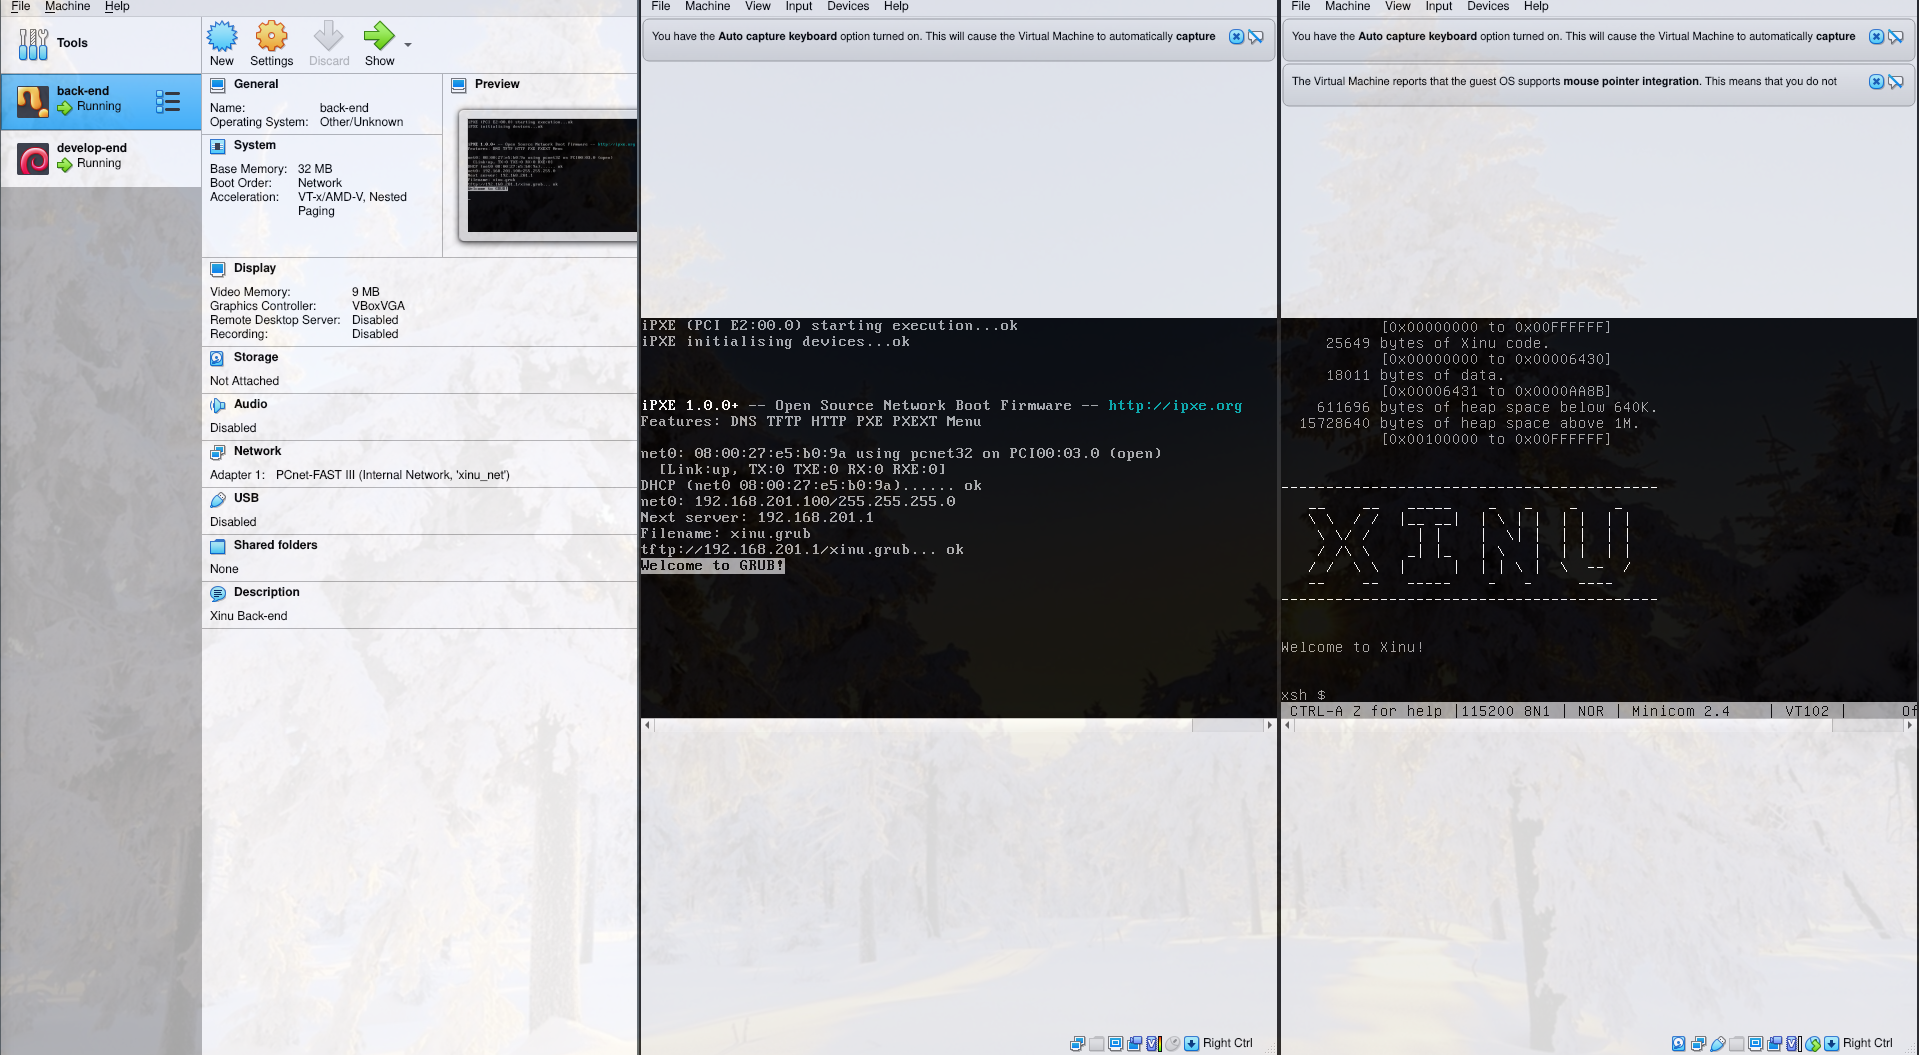 File Machine Help
Tools
New Settings Discard Show
back-end
Running
develop-end
Running
General
Name: back-end
Operating System: Other/Unknown
Preview
System
Base Memory: 32 MB
Boot Order: Network
Acceleration: VT-x/AMD-V, Nested
Paging
Display
Video Memory: 9 MB
Graphics Controller: VBoxVGA
Remote Desktop Server: Disabled
Recording: Disabled
Storage
Not Attached
Audio
Disabled
Network
Adapter 1: PCnet-FAST III (Internal Network, 'xinu_net')
USB
Disabled
Shared folders
None
Description
Xinu Back-end
File Machine View Input Devices Help
You have the Auto capture keyboard option turned on. This will cause the Virtual Machine to automatically capture
iPXE (PCI E2:00.0) starting execution...ok
iPXE initialising devices...ok
iPXE 1.0.0+ -- Open Source Network Boot Firmware -- http://ipxe.org
Features: DNS TFTP HTTP PXE PXEXT Menu
net0: 08:00:27:e5:b0:9a using pcnet32 on PCI00:03.0 (open)
[Link:up, TX:0 TXE:0 RX:0 RXE:0]
DHCP (net0 08:00:27:e5:b0:9a)...... ok
net0: 192.168.201.100/255.255.255.0
Next server: 192.168.201.1
Filename: xinu.grub
tftp://192.168.201.1/xinu.grub... ok
Welcome to GRUB!
Right Ctrl
File Machine View Input Devices Help
You have the Auto capture keyboard option turned on. This will cause the Virtual Machine to automatically capture
The Virtual Machine reports that the guest OS supports mouse pointer integration. This means that you do not
[0x00000000 to 0x00FFFFFF]
25649 bytes of Xinu code.
[0x00000000 to 0x00006430]
18011 bytes of data.
[0x00006431 to 0x0000AA8B]
611696 bytes of heap space below 640K.
15728640 bytes of heap space above 1M.
[0x00100000 to 0x00FFFFFF]
XINU
Welcome to Xinu!
xsh $
CTRL-A Z for help |115200 8N1 | NOR | Minicom 2.4 | VT102 | Of
Right Ctrl